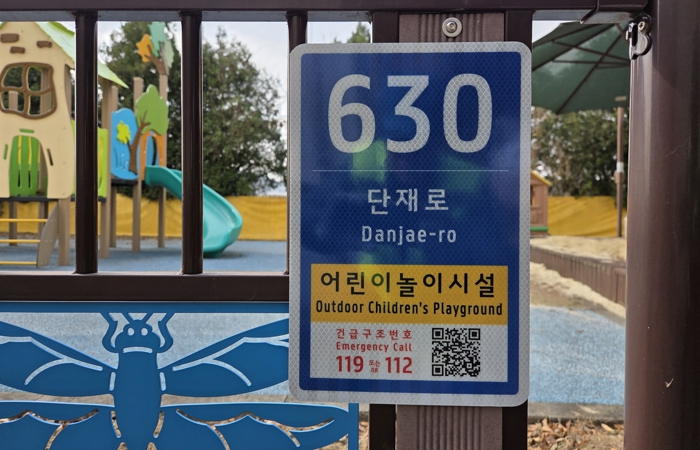 630
단재로
Danjae-ro
어린이놀이시설
Outdoor Children's Playground
긴급구조번호
Emergency Call
119 또는 OR 112